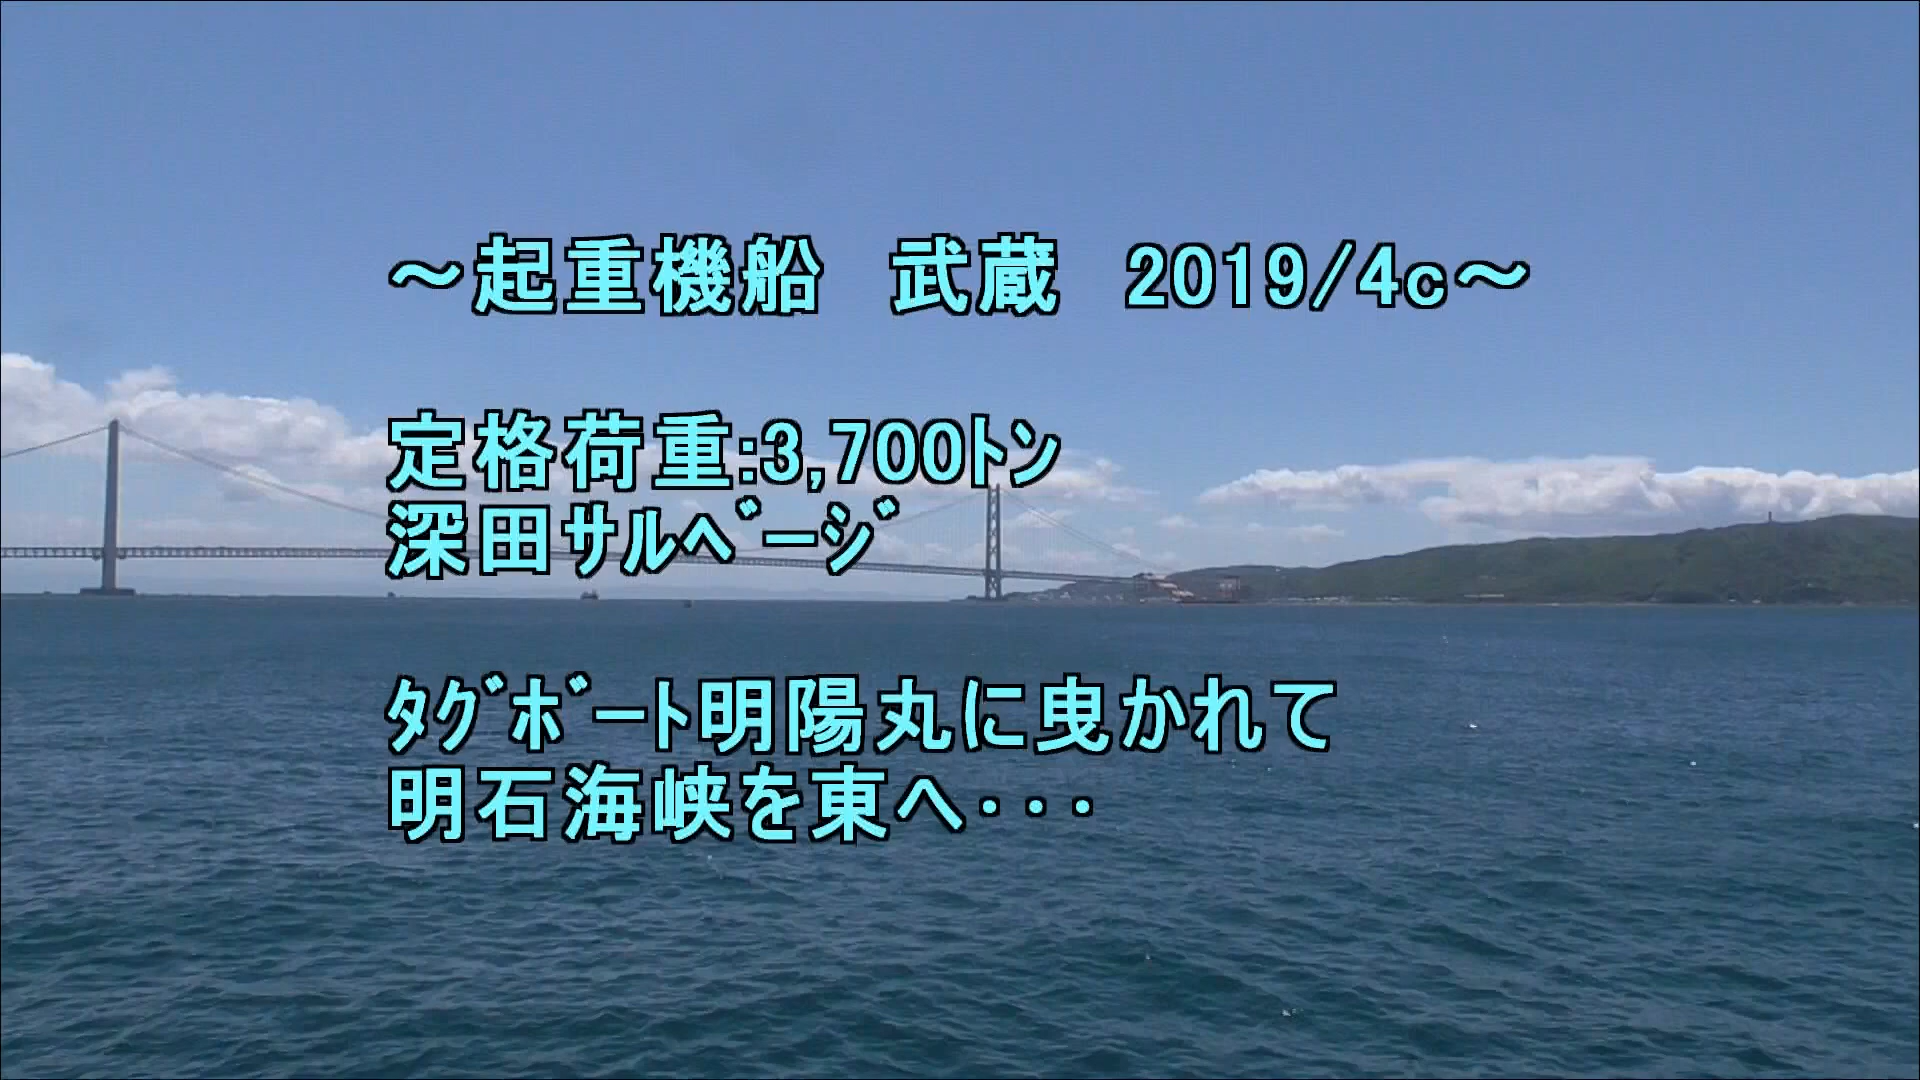 ～起重機船　武蔵　2019/4c～
定格荷重:3,700ﾄﾝ
深田ｻﾙﾍﾞｰｼﾞ
ﾀｸﾞﾎﾞｰﾄ明陽丸に曳かれて
明石海峡を東へ･･･